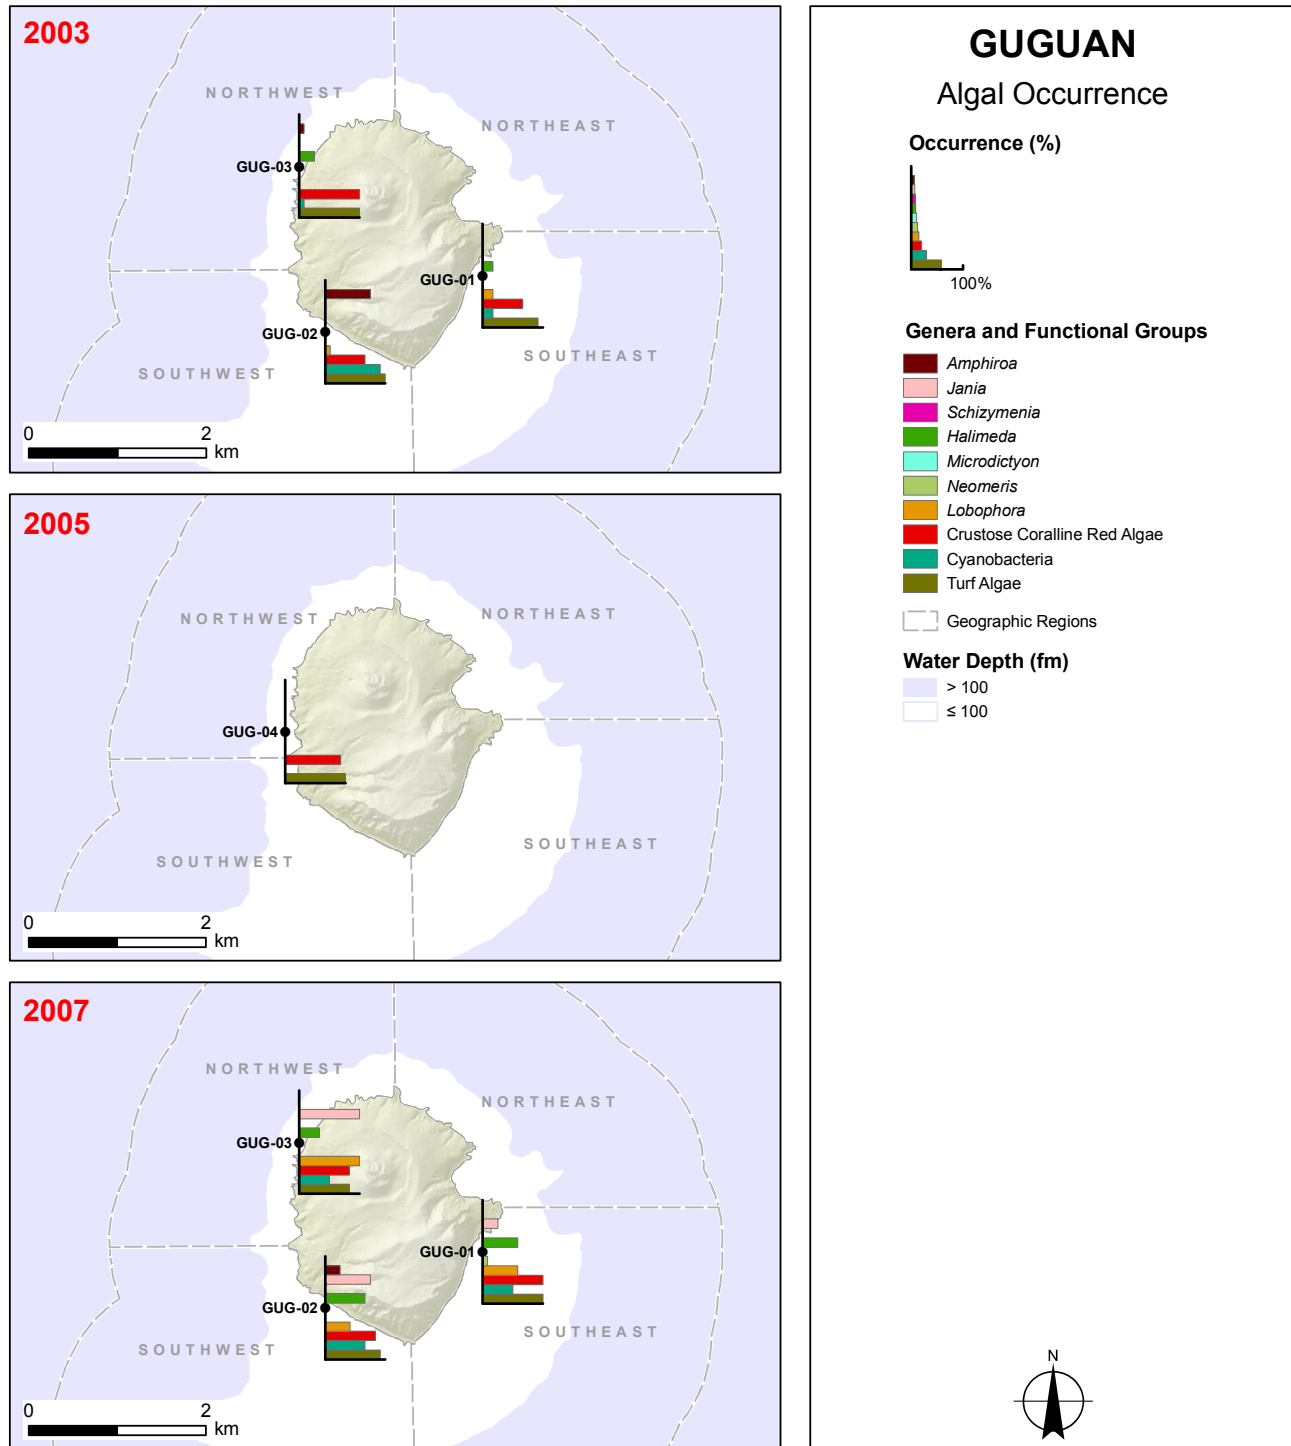 2003
NORTHWEST
NORTHEAST
GUG-03
GUG-01
GUG-02
SOUTHWEST
SOUTHEAST
0 2
km
2005
NORTHWEST
NORTHEAST
GUG-04
SOUTHWEST
SOUTHEAST
0 2
km
2007
NORTHWEST
NORTHEAST
GUG-03
GUG-01
GUG-02
SOUTHWEST
SOUTHEAST
0 2
km
GUGUAN
Algal Occurrence
Occurrence (%)
100%
Genera and Functional Groups
Amphiroa
Jania
Schizymenia
Halimeda
Microdictyon
Neomeris
Lobophora
Crustose Coralline Red Algae
Cyanobacteria
Turf Algae
Geographic Regions
Water Depth (fm)
> 100
≤ 100
N